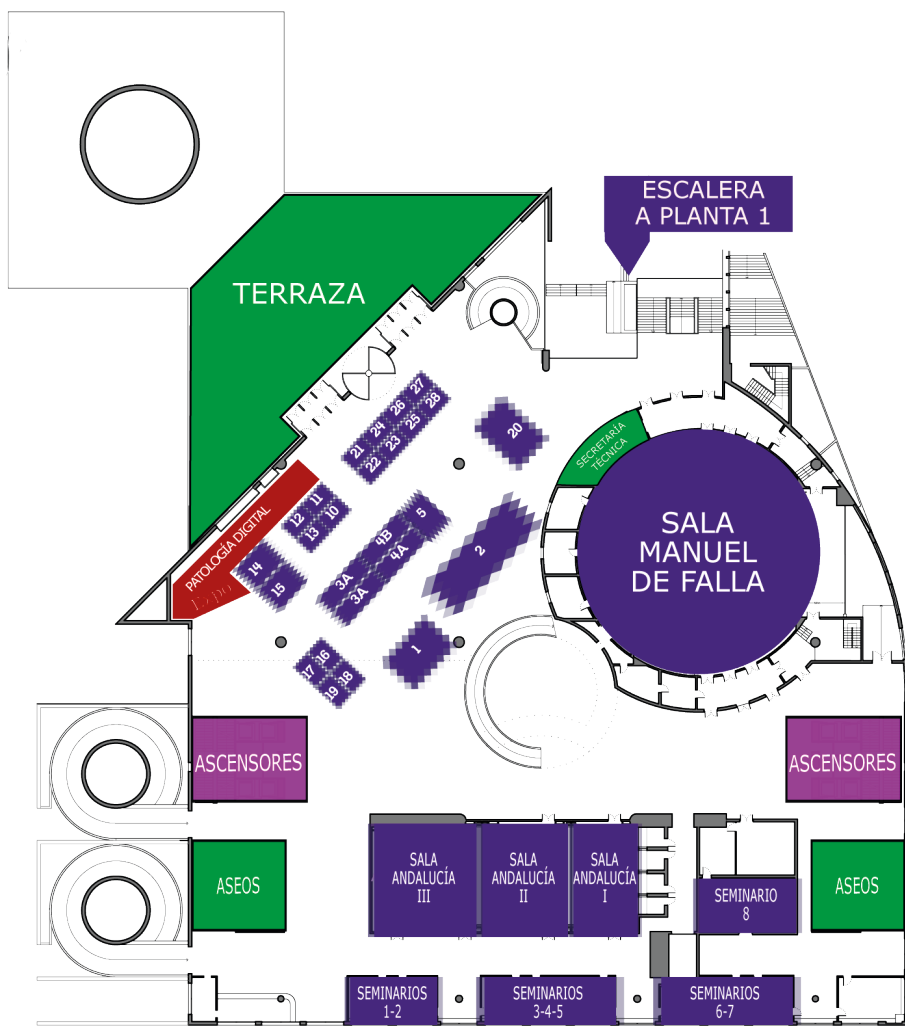 ESCALERA
A PLANTA 1
TERRAZA
27
26
28
24
25
21
23
22
20
SECRETARÍA
TÉCNICA
PATOLOGÍA DIGITAL
11
12
10
13
5
4B
4A
3A
3A
2
14
15
SALA
MANUEL
DE FALLA
1
16
17
18
19
ASCENSORES
ASCENSORES
ASEOS
SALA
ANDALUCÍA
III
SALA
ANDALUCÍA
II
SALA
ANDALUCÍA
I
SEMINARIO
8
ASEOS
SEMINARIOS
1-2
SEMINARIOS
3-4-5
SEMINARIOS
6-7